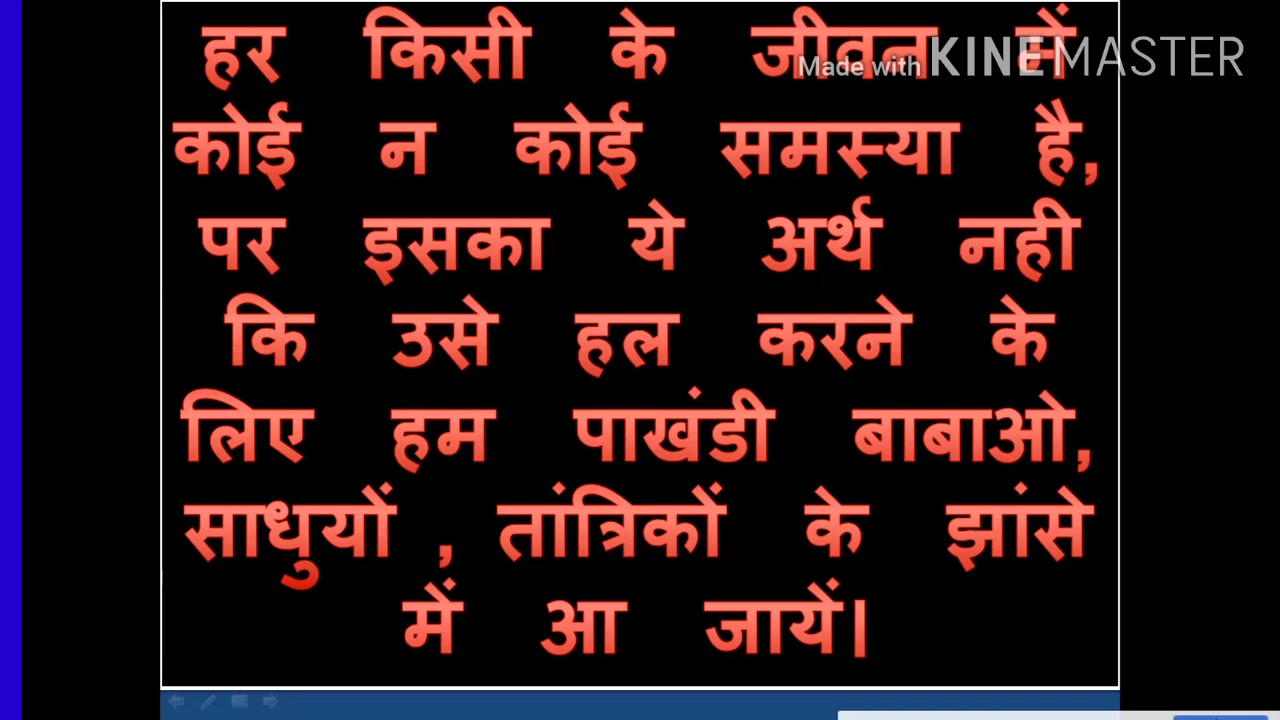 हर किसी के जीवन में
Made with KINEMASTER
कोई न कोई समस्या है,
पर इसका ये अर्थ नही
कि उसे हल करने के
लिए हम पाखंडी बाबाओ,
साधुयों , तांत्रिकों के झांसे
में आ जायें।